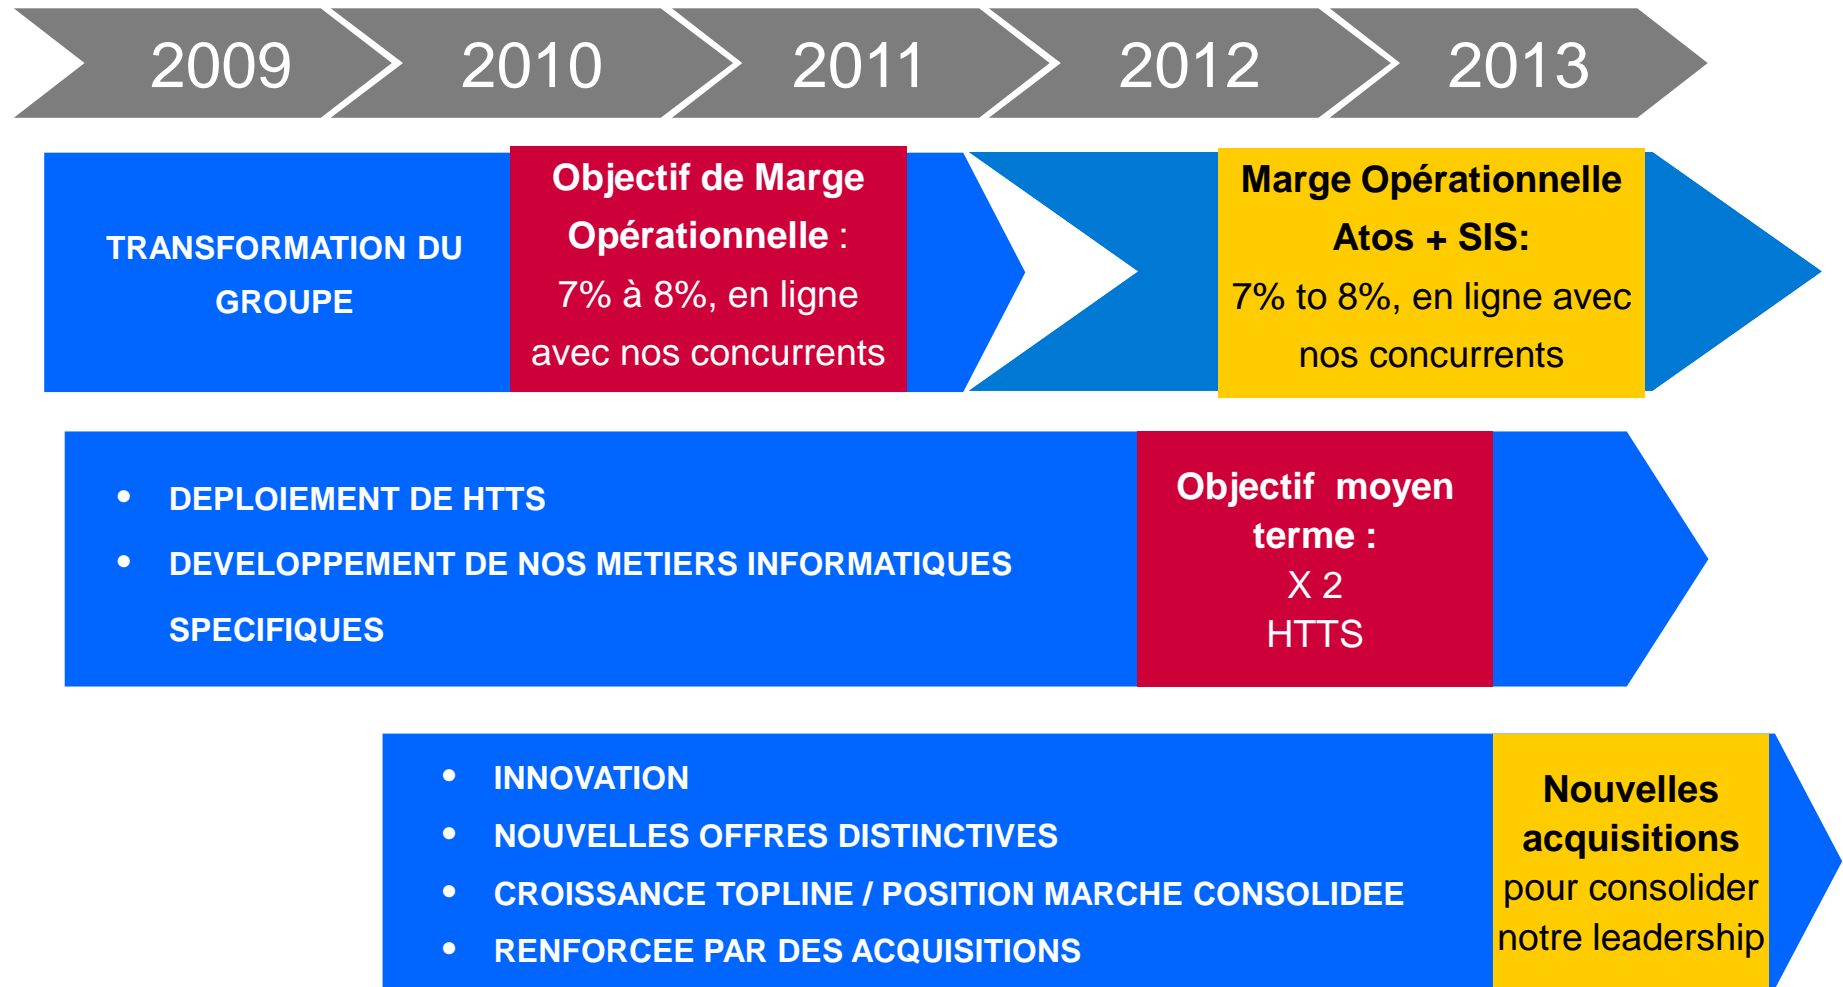 2009 2010 2011 2012 2013
TRANSFORMATION DU
GROUPE
Objectif de Marge
Opérationnelle :
7% à 8%, en ligne
avec nos concurrents
Marge Opérationnelle
Atos + SIS:
7% to 8%, en ligne avec
nos concurrents
• DEPLOIEMENT DE HTTS
• DEVELOPPEMENT DE NOS METIERS INFORMATIQUES
SPECIFIQUES
Objectif moyen
terme :
X 2
HTTS
• INNOVATION
• NOUVELLES OFFRES DISTINCTIVES
• CROISSANCE TOPLINE / POSITION MARCHE CONSOLIDEE
• RENFORCEE PAR DES ACQUISITIONS
Nouvelles
acquisitions
pour consolider
notre leadership